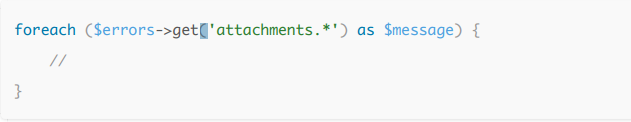 foreach ($errors->get('attachments.*') as $message) {
//
}